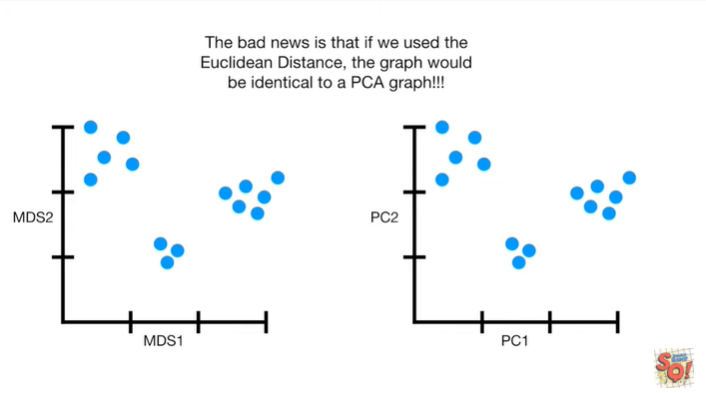 The bad news is that if we used the
Euclidean Distance, the graph would
be identical to a PCA graph!!!
MDS2
MDS1
PC2
PC1
SQ!